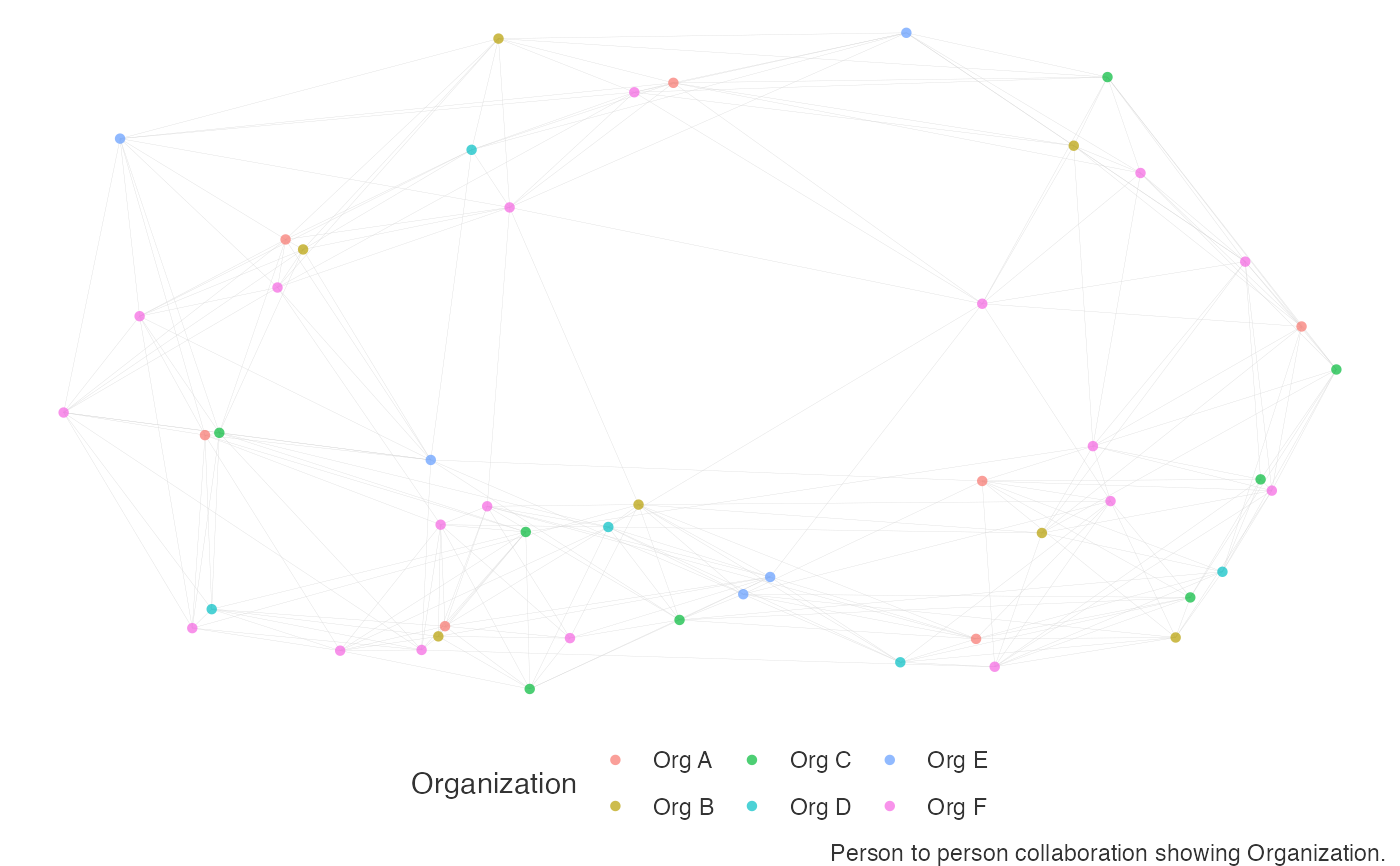 Organization
Org A
Org C
Org E
Org B
Org D
Org F
Person to person collaboration showing Organization.